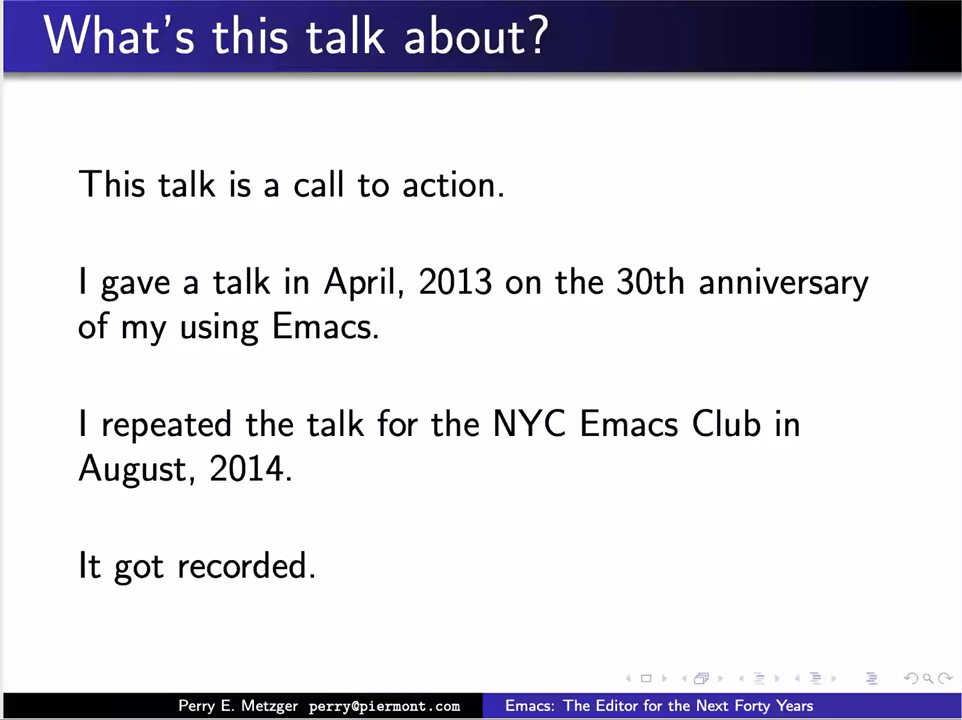 What's this talk about?
This talk is a call to action.
I gave a talk in April, 2013 on the 30th anniversary
of my using Emacs.
I repeated the talk for the NYC Emacs Club in
August, 2014.
It got recorded.
Perry E. Metzger perry@piermont.com
Emacs: The Editor for the Next Forty Years